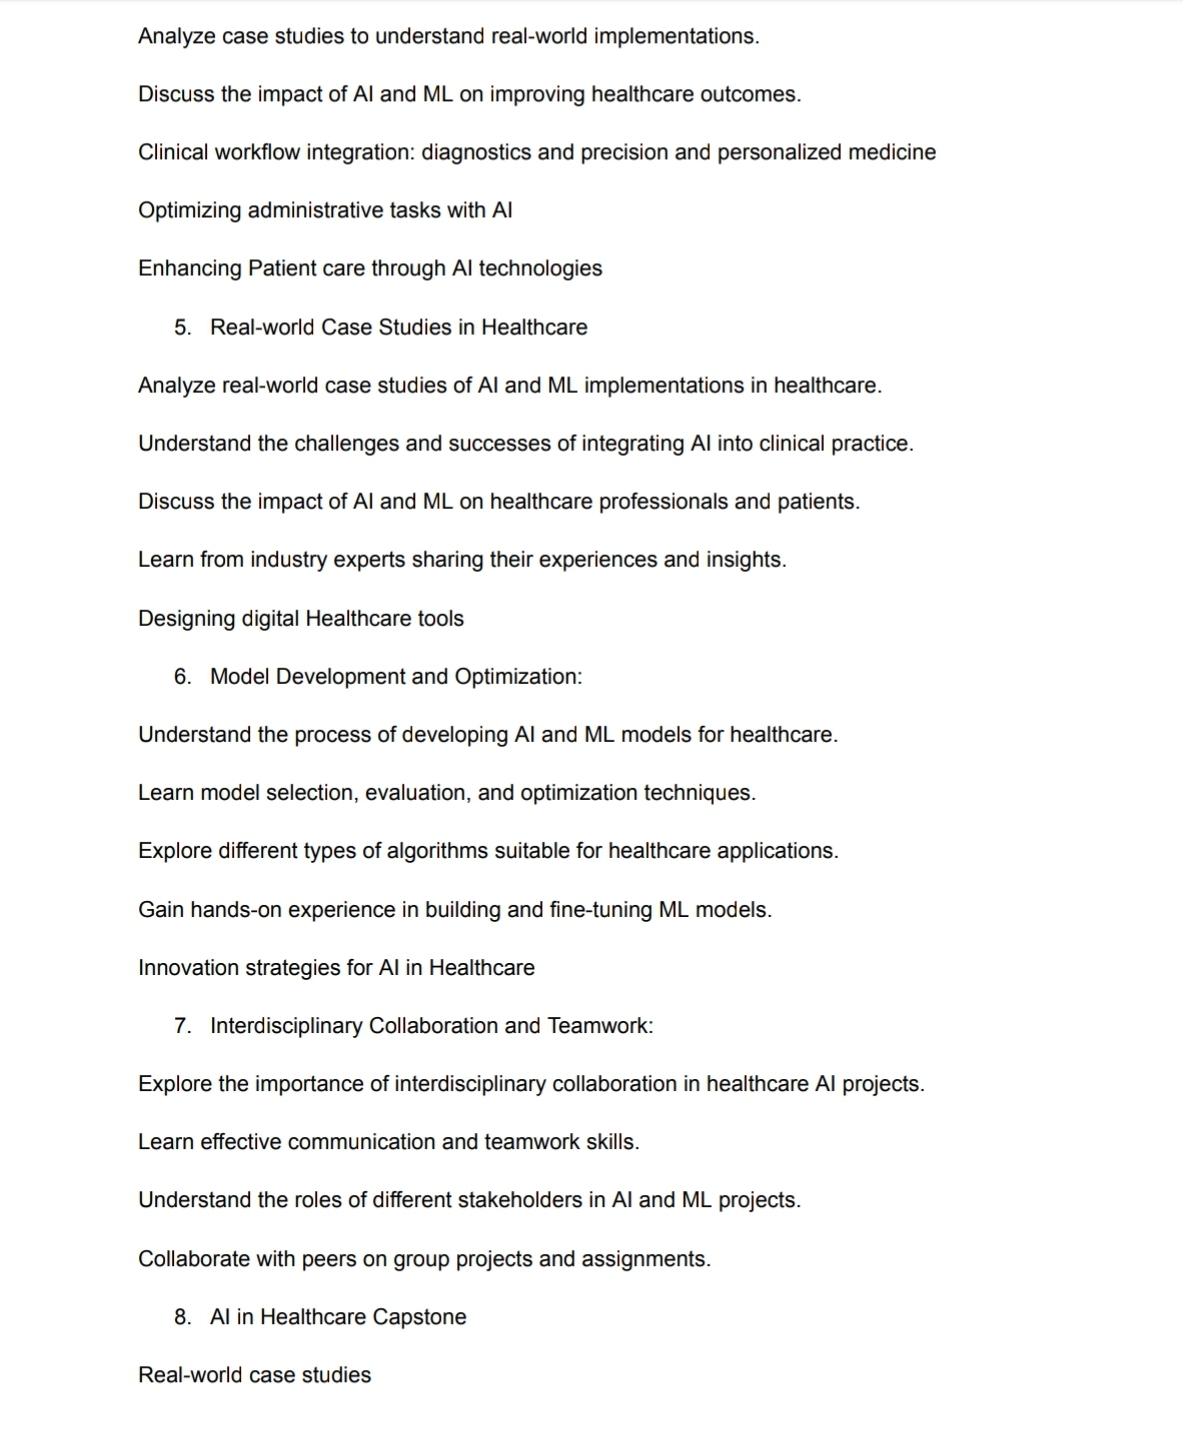 Analyze case studies to understand real-world implementations.
Discuss the impact of AI and ML on improving healthcare outcomes.
Clinical workflow integration: diagnostics and precision and personalized medicine
Optimizing administrative tasks with AI
Enhancing Patient care through AI technologies
5. Real-world Case Studies in Healthcare
Analyze real-world case studies of AI and ML implementations in healthcare.
Understand the challenges and successes of integrating AI into clinical practice.
Discuss the impact of AI and ML on healthcare professionals and patients.
Learn from industry experts sharing their experiences and insights.
Designing digital Healthcare tools
6. Model Development and Optimization:
Understand the process of developing AI and ML models for healthcare.
Learn model selection, evaluation, and optimization techniques.
Explore different types of algorithms suitable for healthcare applications.
Gain hands-on experience in building and fine-tuning ML models.
Innovation strategies for AI in Healthcare
7. Interdisciplinary Collaboration and Teamwork:
Explore the importance of interdisciplinary collaboration in healthcare AI projects.
Learn effective communication and teamwork skills.
Understand the roles of different stakeholders in AI and ML projects.
Collaborate with peers on group projects and assignments.
8. AI in Healthcare Capstone
Real-world case studies